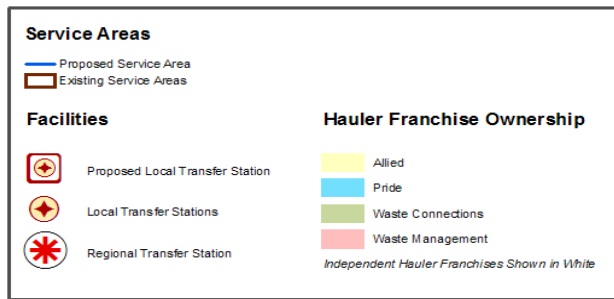 Service Areas
Proposed Service Area
Existing Service Areas
Facilities
Proposed Local Transfer Station
Local Transfer Stations
Regional Transfer Station
Hauler Franchise Ownership
Allied
Pride
Waste Connections
Waste Management
Independent Hauler Franchises Shown in White